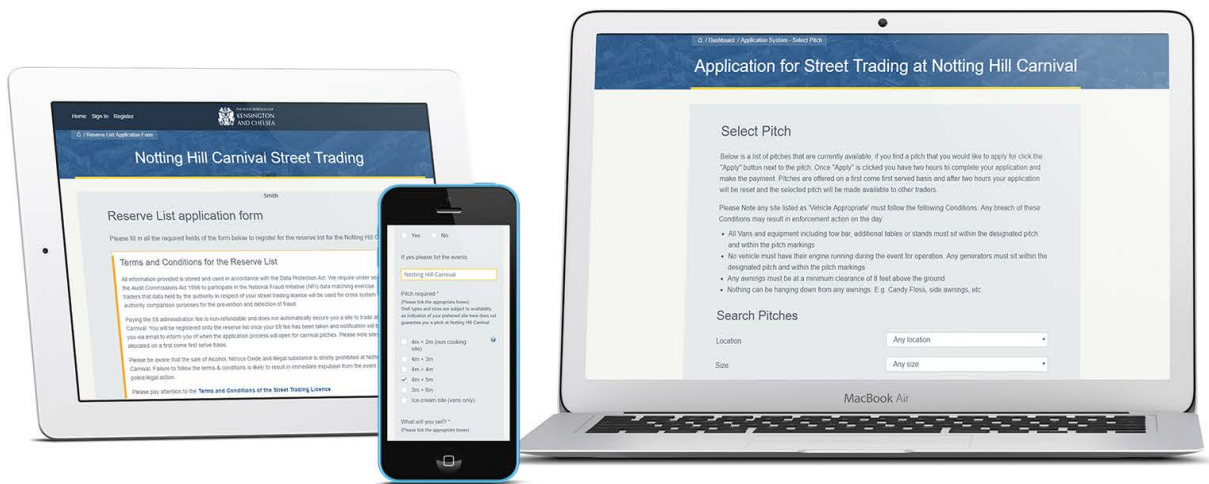 Home Sign In Register
THE ROYAL BOROUGH OF
KENSINGTON
AND CHELSEA
/ Reserve List Application Form
Notting Hill Carnival Street Trading
Smith
Reserve List application form
Please fill in all the required fields of the form below to register for the reserve list for the Notting Hill C
Terms and Conditions for the Reserve List
All information provided is stored and used in accordance with the Data Protection Act. We require under se
the Audit Commissions Act 1998 to participate in the National Fraud Initiative (NFI) data matching exercise.
traders that data held by the authority in respect of your street trading licence will be used for cross system
authority comparison purposes for the prevention and detection of fraud.
Paying the £6 administration fee is non-refundable and does not automatically secure you a site to trade a
Carnival. You will be registered onto the reserve list once your £6 fee has been taken and notification will b
you via email to inform you of when the application process will open for carnival pitches. Please note sites
allocated on a first come first serve basis.
Please be aware that the sale of Alcohol, Nitrous Oxide and illegal substance is strictly prohibited at Nottin
Carnival. Failure to follow the terms & conditions is likely to result in immediate expulsion from the event
police/legal action.
Please pay attention to the Terms and Conditions of the Street Trading Licence
Yes No
If yes please list the events
Notting Hill Carnival
Pitch required *
(Please tick the appropriate boxes)
Stall types and sizes are subject to availability,
an indication of your preferred site here does not
guarantee you a pitch at Notting Hill Carnival
4m × 2m (non cooking
site)
4m × 3m
4m × 4m
4m × 5m
3m × 6m
Ice-cream site (vans only)
What will you sell? *
(Please tick the appropriate boxes)
/ Dashboard / Application System - Select Pitch
Application for Street Trading at Notting Hill Carnival
Select Pitch
Below is a list of pitches that are currently available, if you find a pitch that you would like to apply for click the
"Apply" button next to the pitch. Once "Apply" is clicked you have two hours to complete your application and
make the payment. Pitches are offered on a first come first served basis and after two hours your application
will be reset and the selected pitch will be made available to other traders.
Please Note any site listed as 'Vehicle Appropriate' must follow the following Conditions. Any breach of these
Conditions may result in enforcement action on the day
• All Vans and equipment including tow bar, additional tables or stands must sit within the designated pitch
and within the pitch markings
• No vehicle must have their engine running during the event for operation. Any generators must sit within the
designated pitch and within the pitch markings
• Any awnings must be at a minimum clearance of 8 feet above the ground
• Nothing can be hanging down from any awnings. E.g. Candy Floss, side awnings, etc
Search Pitches
Location Any location
Size Any size
MacBook Air